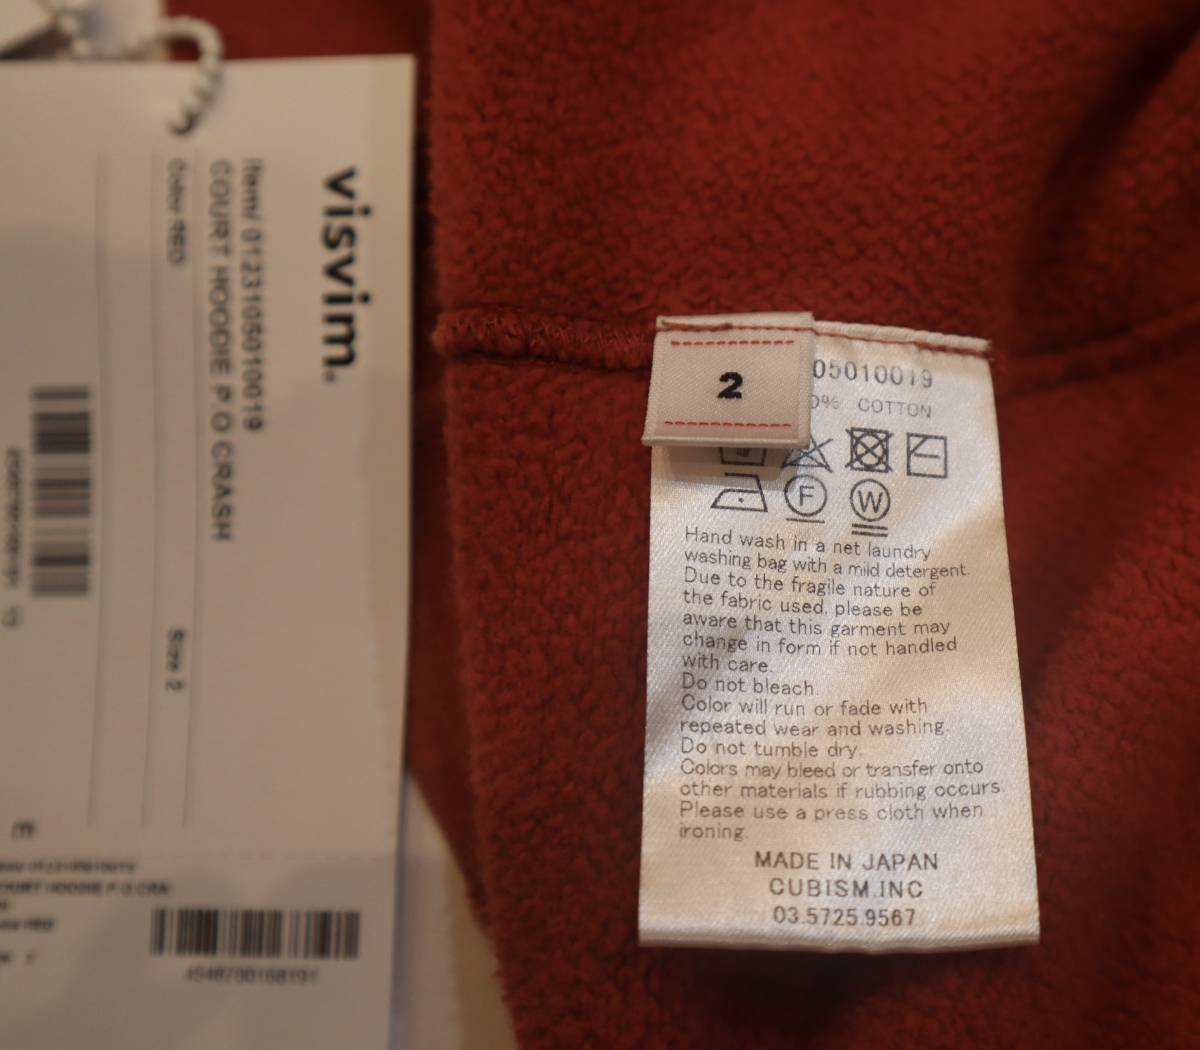 visvim.
Item/ 0123105010019
COURT HOODIE P.O CRASH
Color RED
Size 2
E
COURT HOODIE P.O CRA
2
05010019
0% COTTON
F
W
Hand wash in a net laundry
washing bag with a mild detergent.
Due to the fragile nature of
the fabric used, please be
aware that this garment may
change in form if not handled
with care.
Do not bleach.
Color will run or fade with
repeated wear and washing.
Do not tumble dry.
Colors may bleed or transfer onto
other materials if rubbing occurs.
Please use a press cloth when
ironing.
MADE IN JAPAN
CUBISM.INC
03.5725.9567